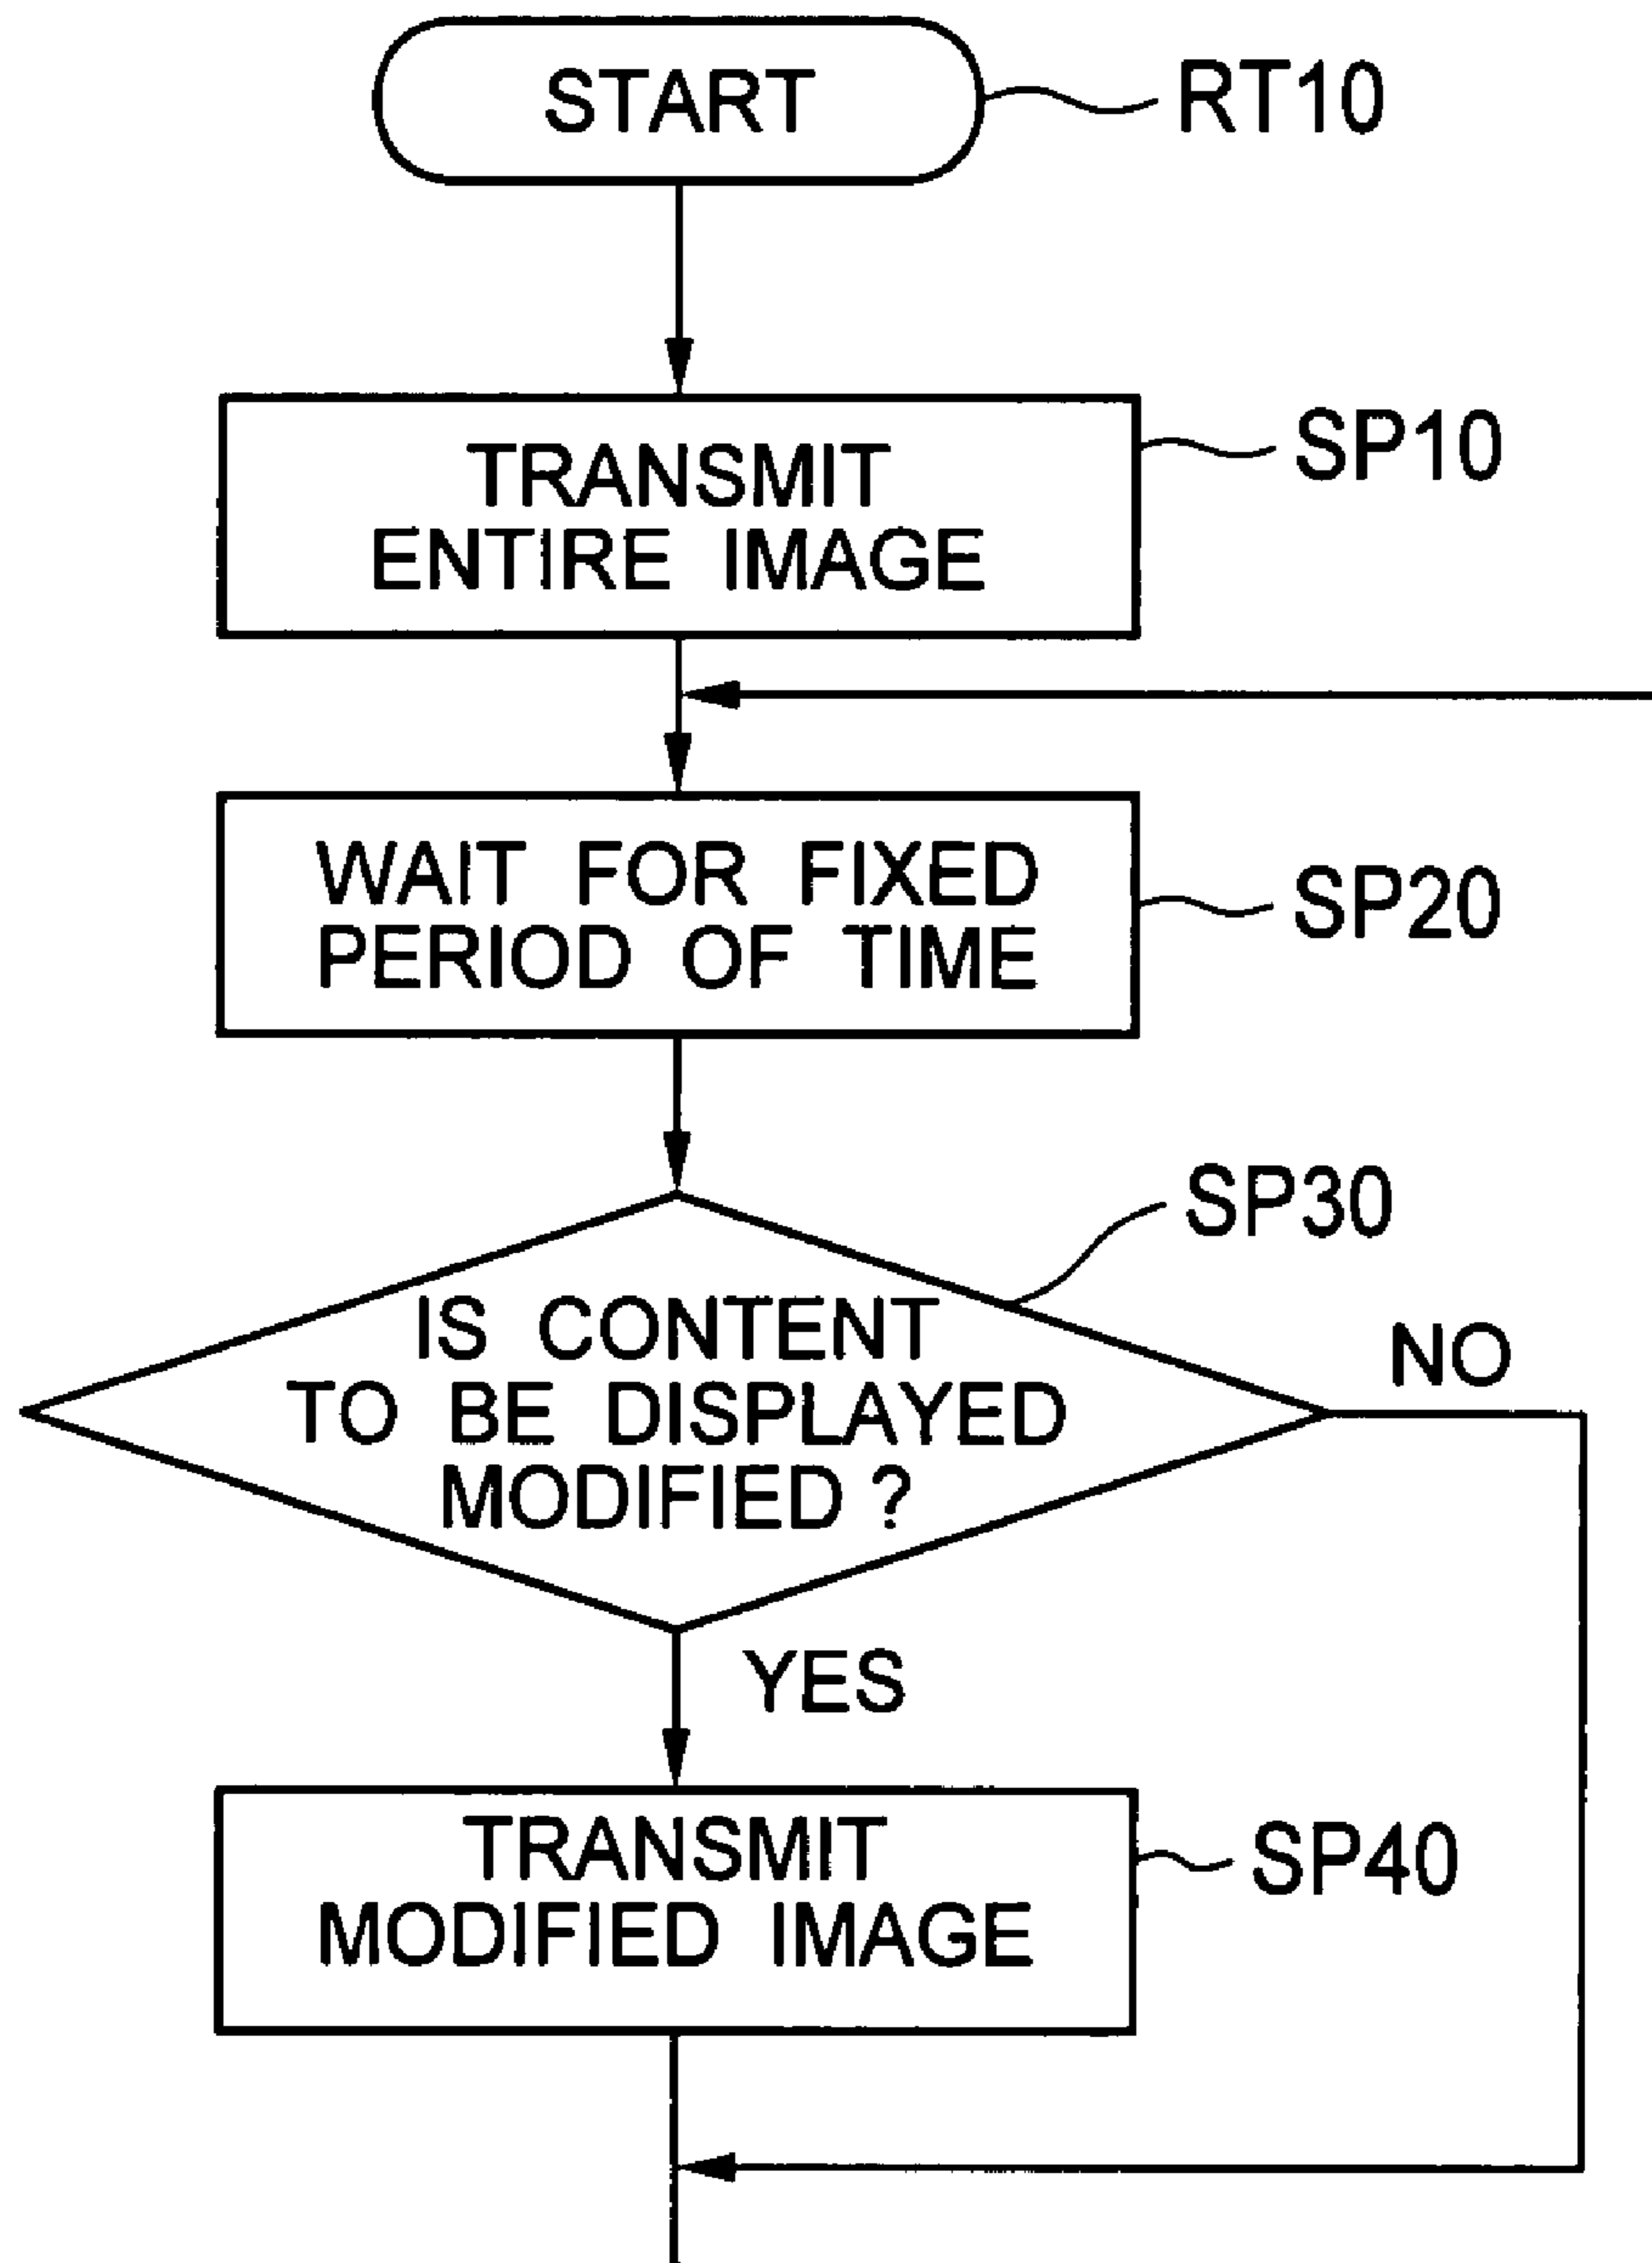 START
RT10
TRANSMIT
ENTIRE IMAGE
SP10
WAIT FOR FIXED
PERIOD OF TIME
SP20
SP30
IS CONTENT
TO BE DISPLAYED
MODIFIED ?
NO
YES
TRANSMIT
MODIFIED IMAGE
SP40